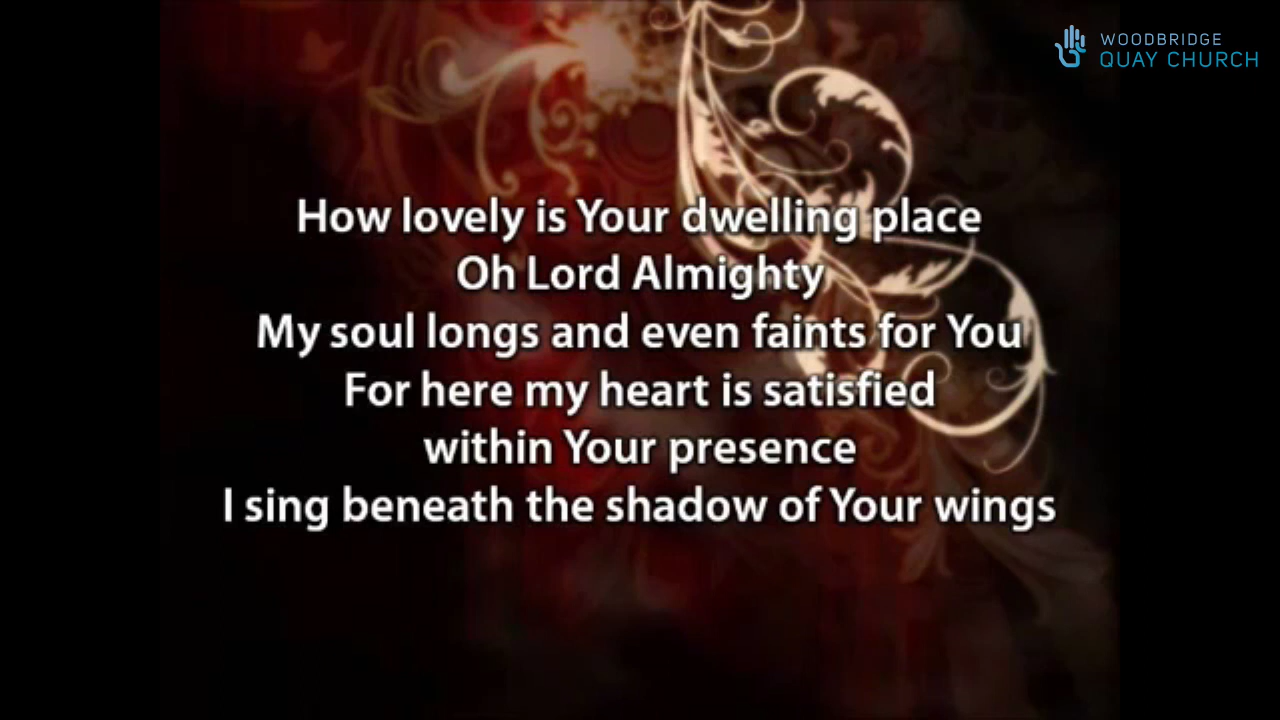 WOODBRIDGE
QUAY CHURCH
How lovely is Your dwelling place
Oh Lord Almighty
My soul longs and even faints for You
For here my heart is satisfied
within Your presence
I sing beneath the shadow of Your wings